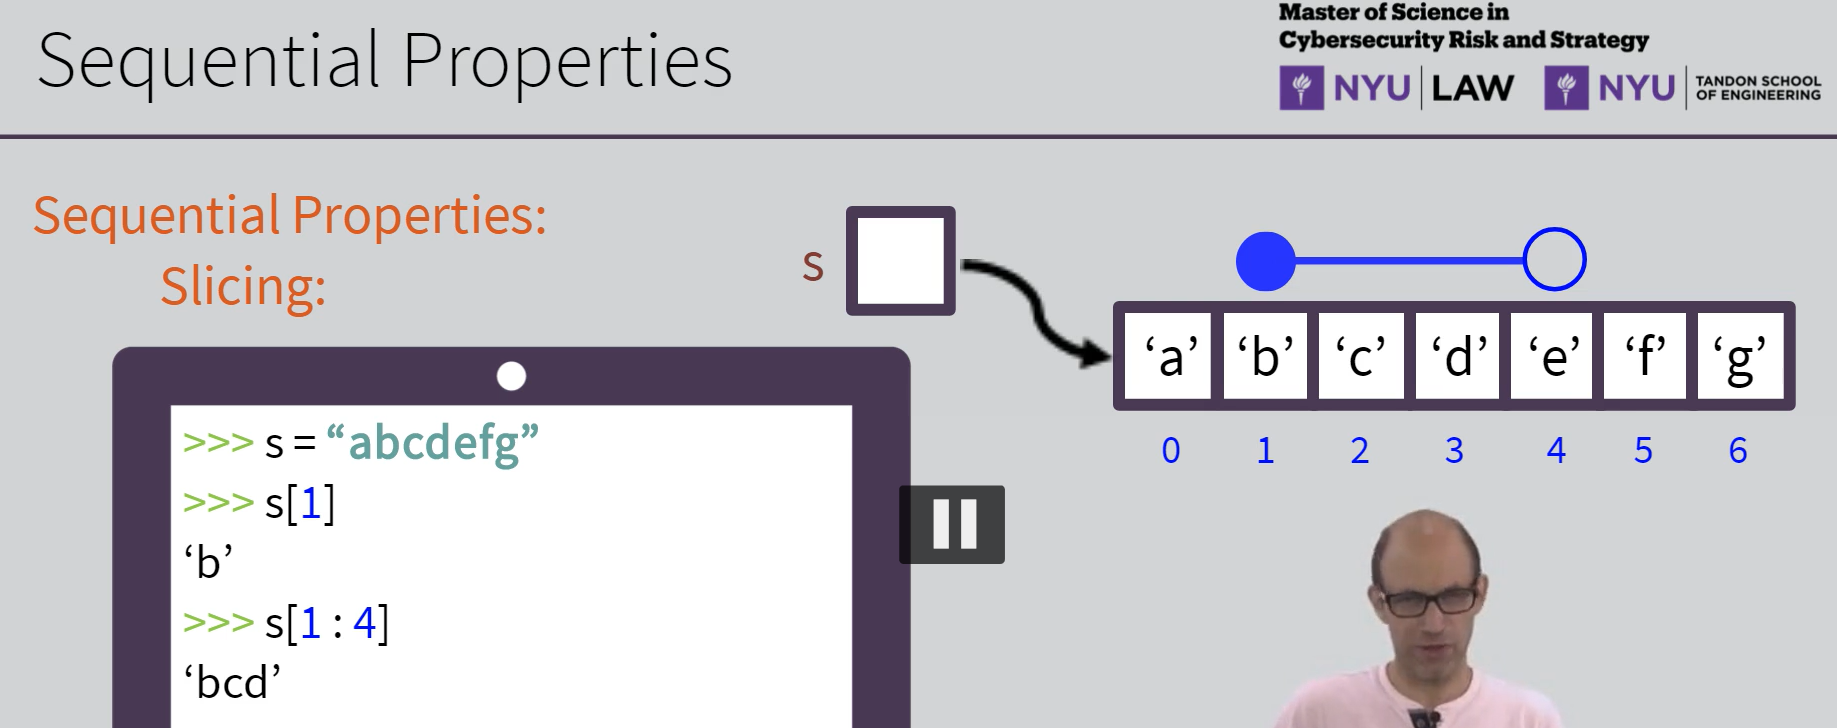 Sequential Properties
Master of Science in
Cybersecurity Risk and Strategy
NYU LAW NYU TANDON SCHOOL
OF ENGINEERING
Sequential Properties:
Slicing:
s
‘a’ ‘b’ ‘c’ ‘d’ ‘e’ ‘f’ ‘g’
0 1 2 3 4 5 6
>>> s = “abcdefg”
>>> s[1]
‘b’
>>> s[1 : 4]
‘bcd’